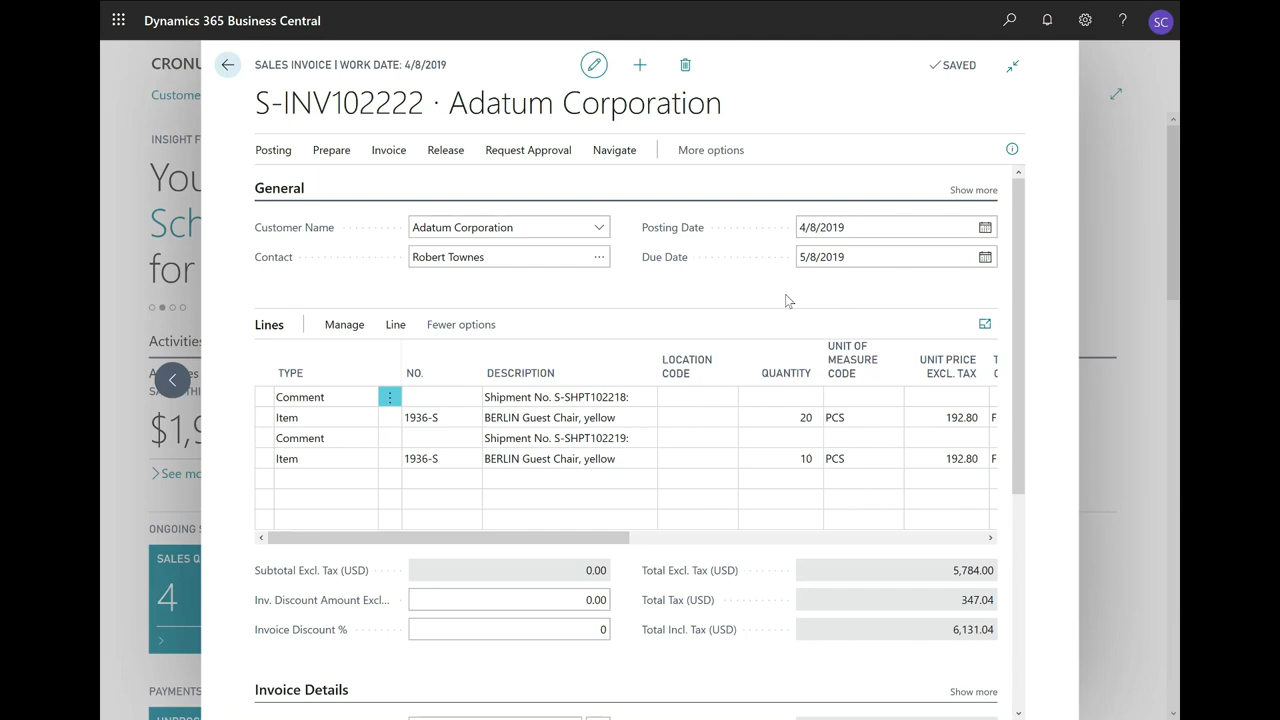 Dynamics 365 Business Central
SC
CRONU
Custome
INSIGHT F
You
Sch
for
Activities
$1,9
>See mo
ONGOING S
SALES Q
4
PAYMENTS
SALES INVOICE | WORK DATE: 4/8/2019
SAVED
S-INV102222 · Adatum Corporation
Posting Prepare Invoice Release Request Approval Navigate More options
General Show more
Customer Name Adatum Corporation Posting Date 4/8/2019
Contact Robert Townes Due Date 5/8/2019
Lines Manage Line Fewer options
TYPE NO. DESCRIPTION LOCATION CODE QUANTITY UNIT OF MEASURE CODE UNIT PRICE EXCL. TAX
Comment Shipment No. S-SHPT102218:
Item 1936-S BERLIN Guest Chair, yellow 20 PCS 192.80 F
Comment Shipment No. S-SHPT102219:
Item 1936-S BERLIN Guest Chair, yellow 10 PCS 192.80 F
Subtotal Excl. Tax (USD) 0.00 Total Excl. Tax (USD) 5,784.00
Inv. Discount Amount Excl... 0.00 Total Tax (USD) 347.04
Invoice Discount % 0 Total Incl. Tax (USD) 6,131.04
Invoice Details Show more